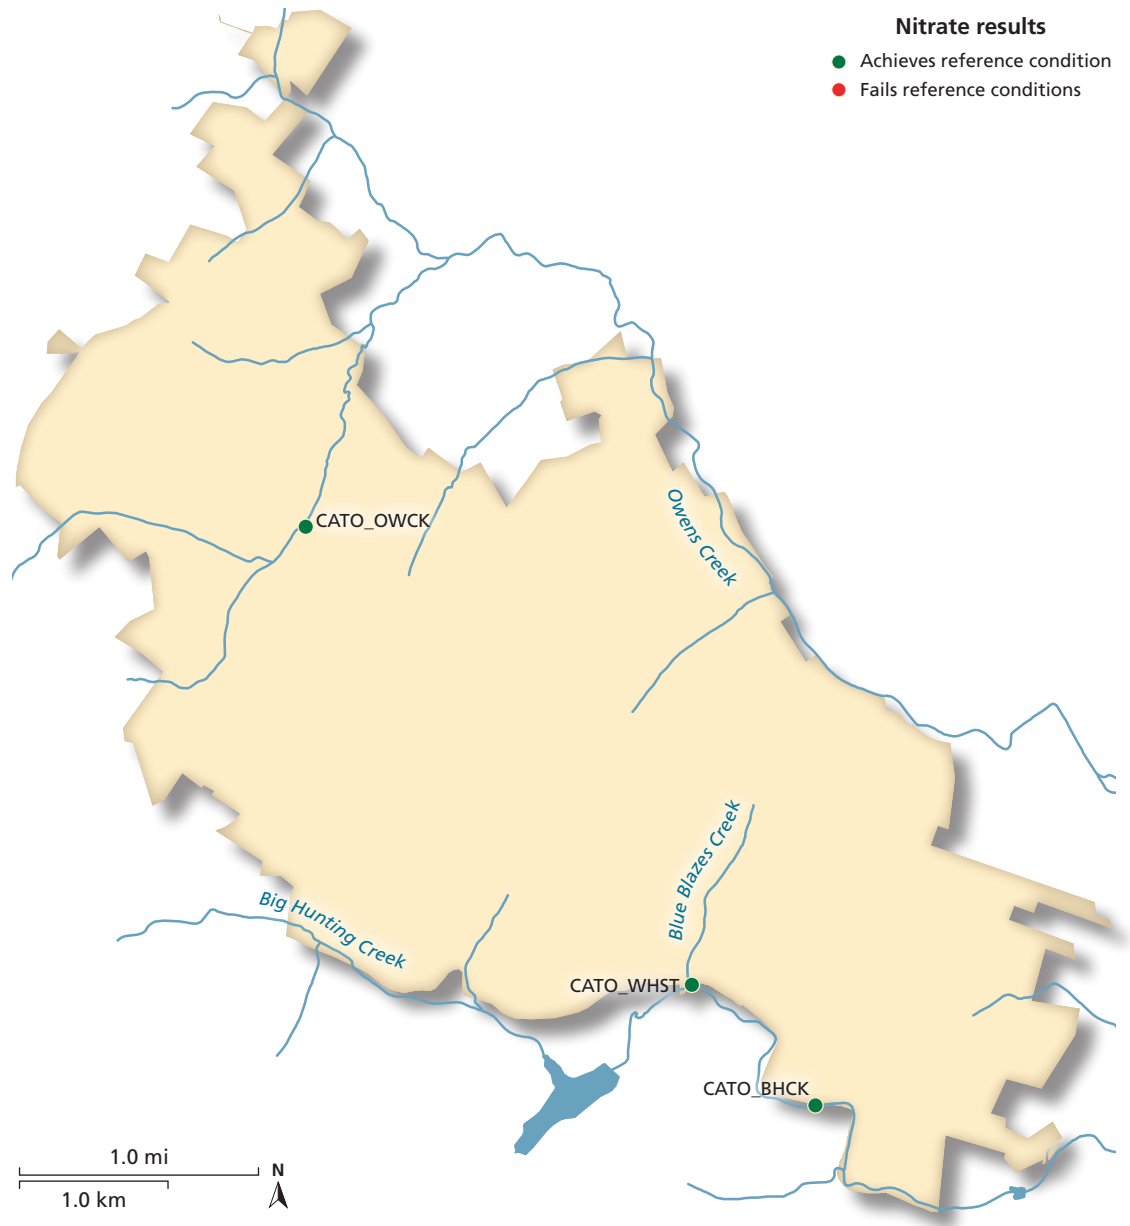 Nitrate results
Achieves reference condition
Fails reference conditions
CATO_OWCK
Owens Creek
Blue Blazes Creek
Big Hunting Creek
CATO_WHST
CATO_BHCK
1.0 mi
N
1.0 km